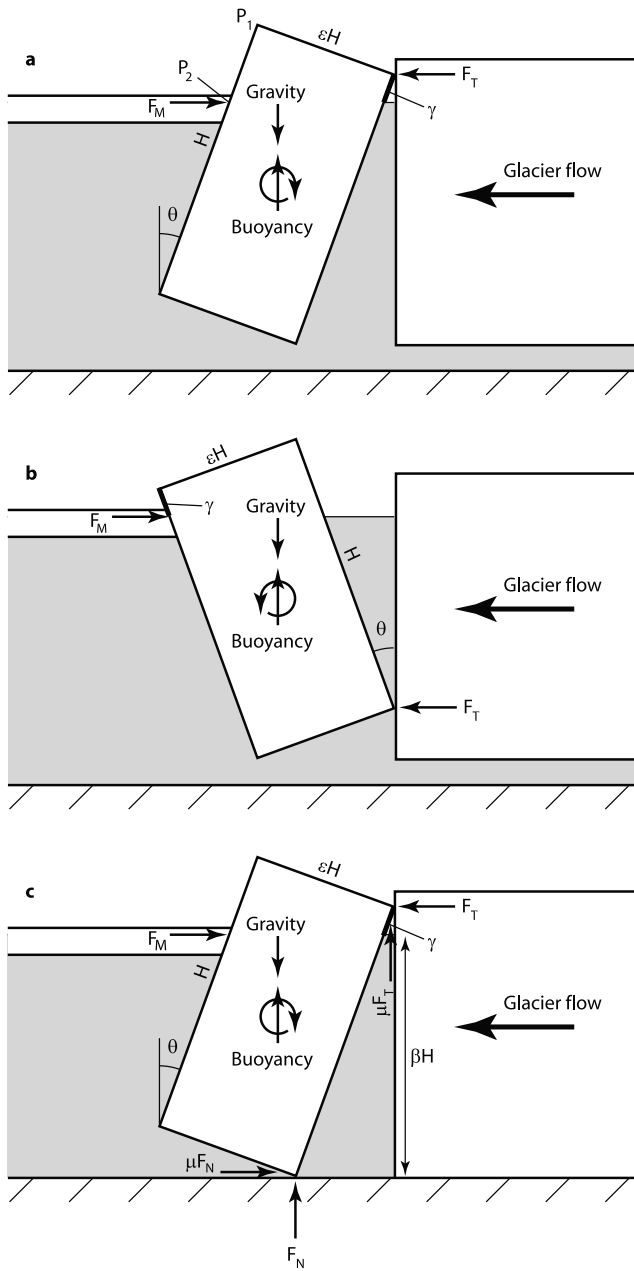 P1
εH
a
P2
FT
FM
Gravity
γ
H
Glacier flow
θ
Buoyancy
b
εH
γ
Gravity
FM
H
Glacier flow
Buoyancy
θ
FT
c
εH
FT
Gravity
FM
γ
H
μFT
Glacier flow
θ
Buoyancy
βH
μFN
FN